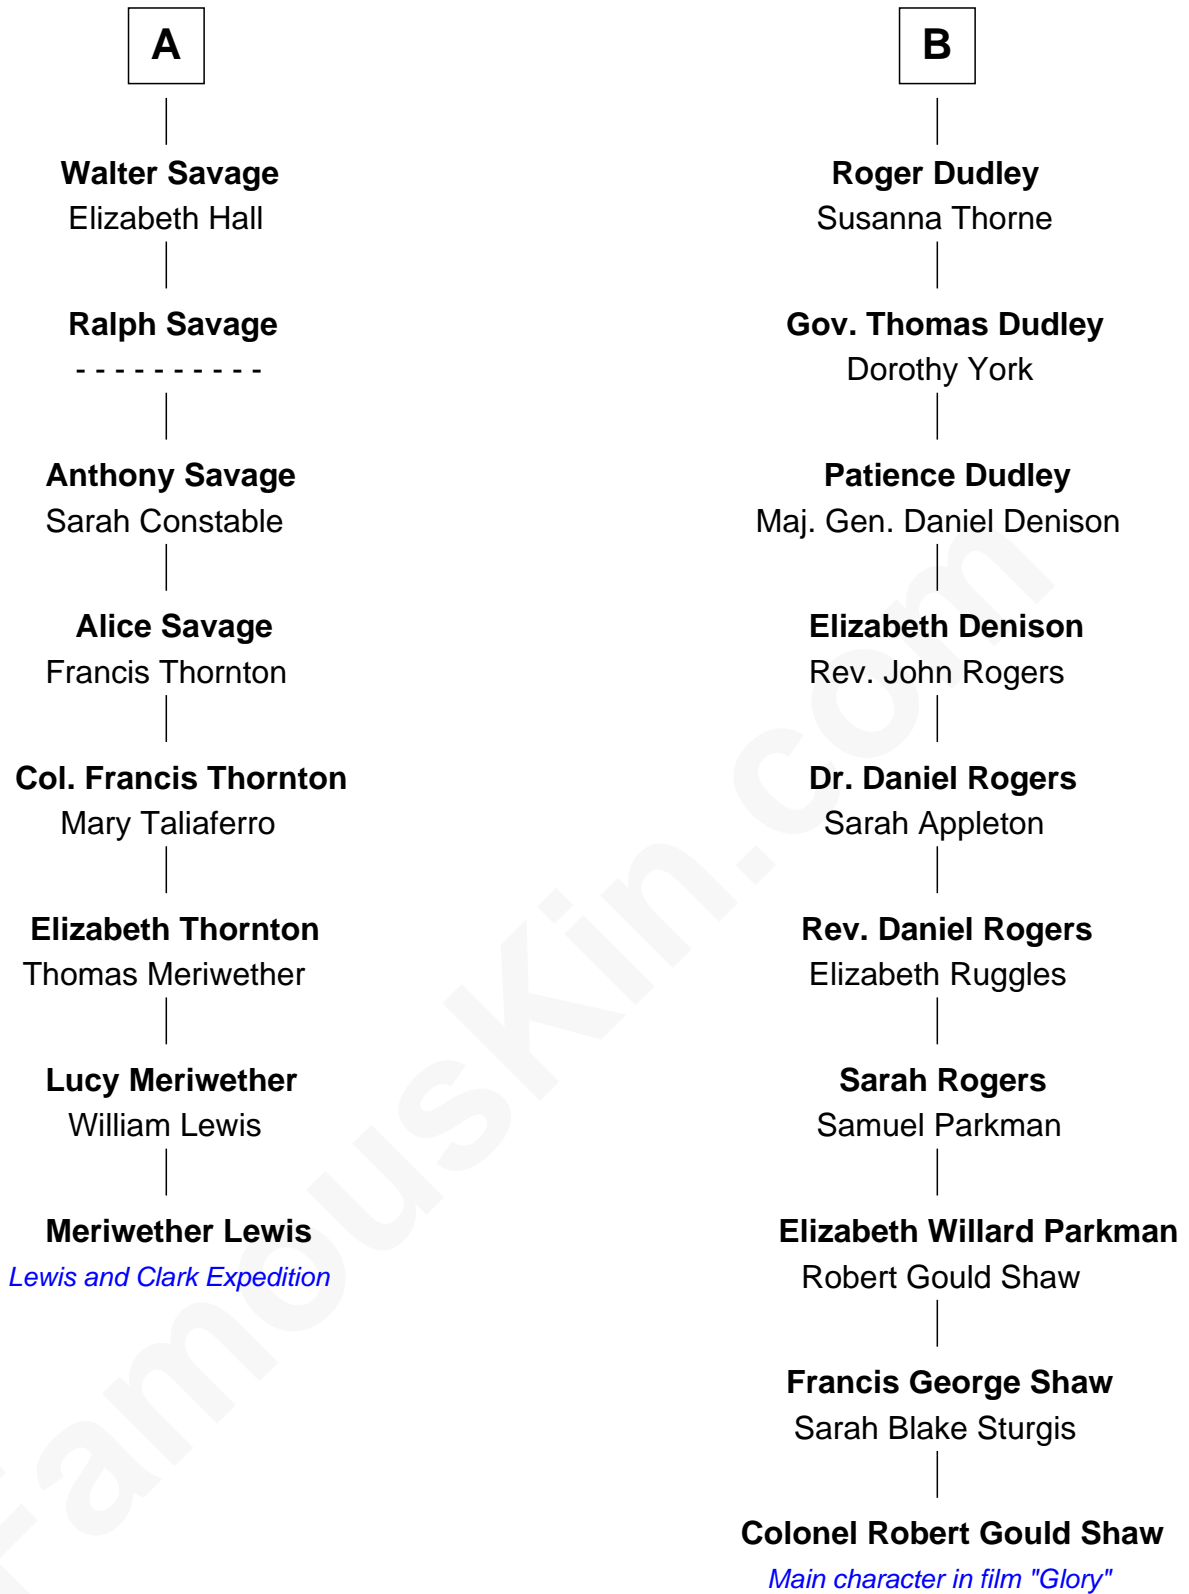 A
Walter Savage
Elizabeth Hall
Ralph Savage
- - - - - - - - - -
Anthony Savage
Sarah Constable
Alice Savage
Francis Thornton
Col. Francis Thornton
Mary Taliaferro
Elizabeth Thornton
Thomas Meriwether
Lucy Meriwether
William Lewis
Meriwether Lewis
Lewis and Clark Expedition
B
Roger Dudley
Susanna Thorne
Gov. Thomas Dudley
Dorothy York
Patience Dudley
Maj. Gen. Daniel Denison
Elizabeth Denison
Rev. John Rogers
Dr. Daniel Rogers
Sarah Appleton
Rev. Daniel Rogers
Elizabeth Ruggles
Sarah Rogers
Samuel Parkman
Elizabeth Willard Parkman
Robert Gould Shaw
Francis George Shaw
Sarah Blake Sturgis
Colonel Robert Gould Shaw
Main character in film "Glory"
FamousKin.com